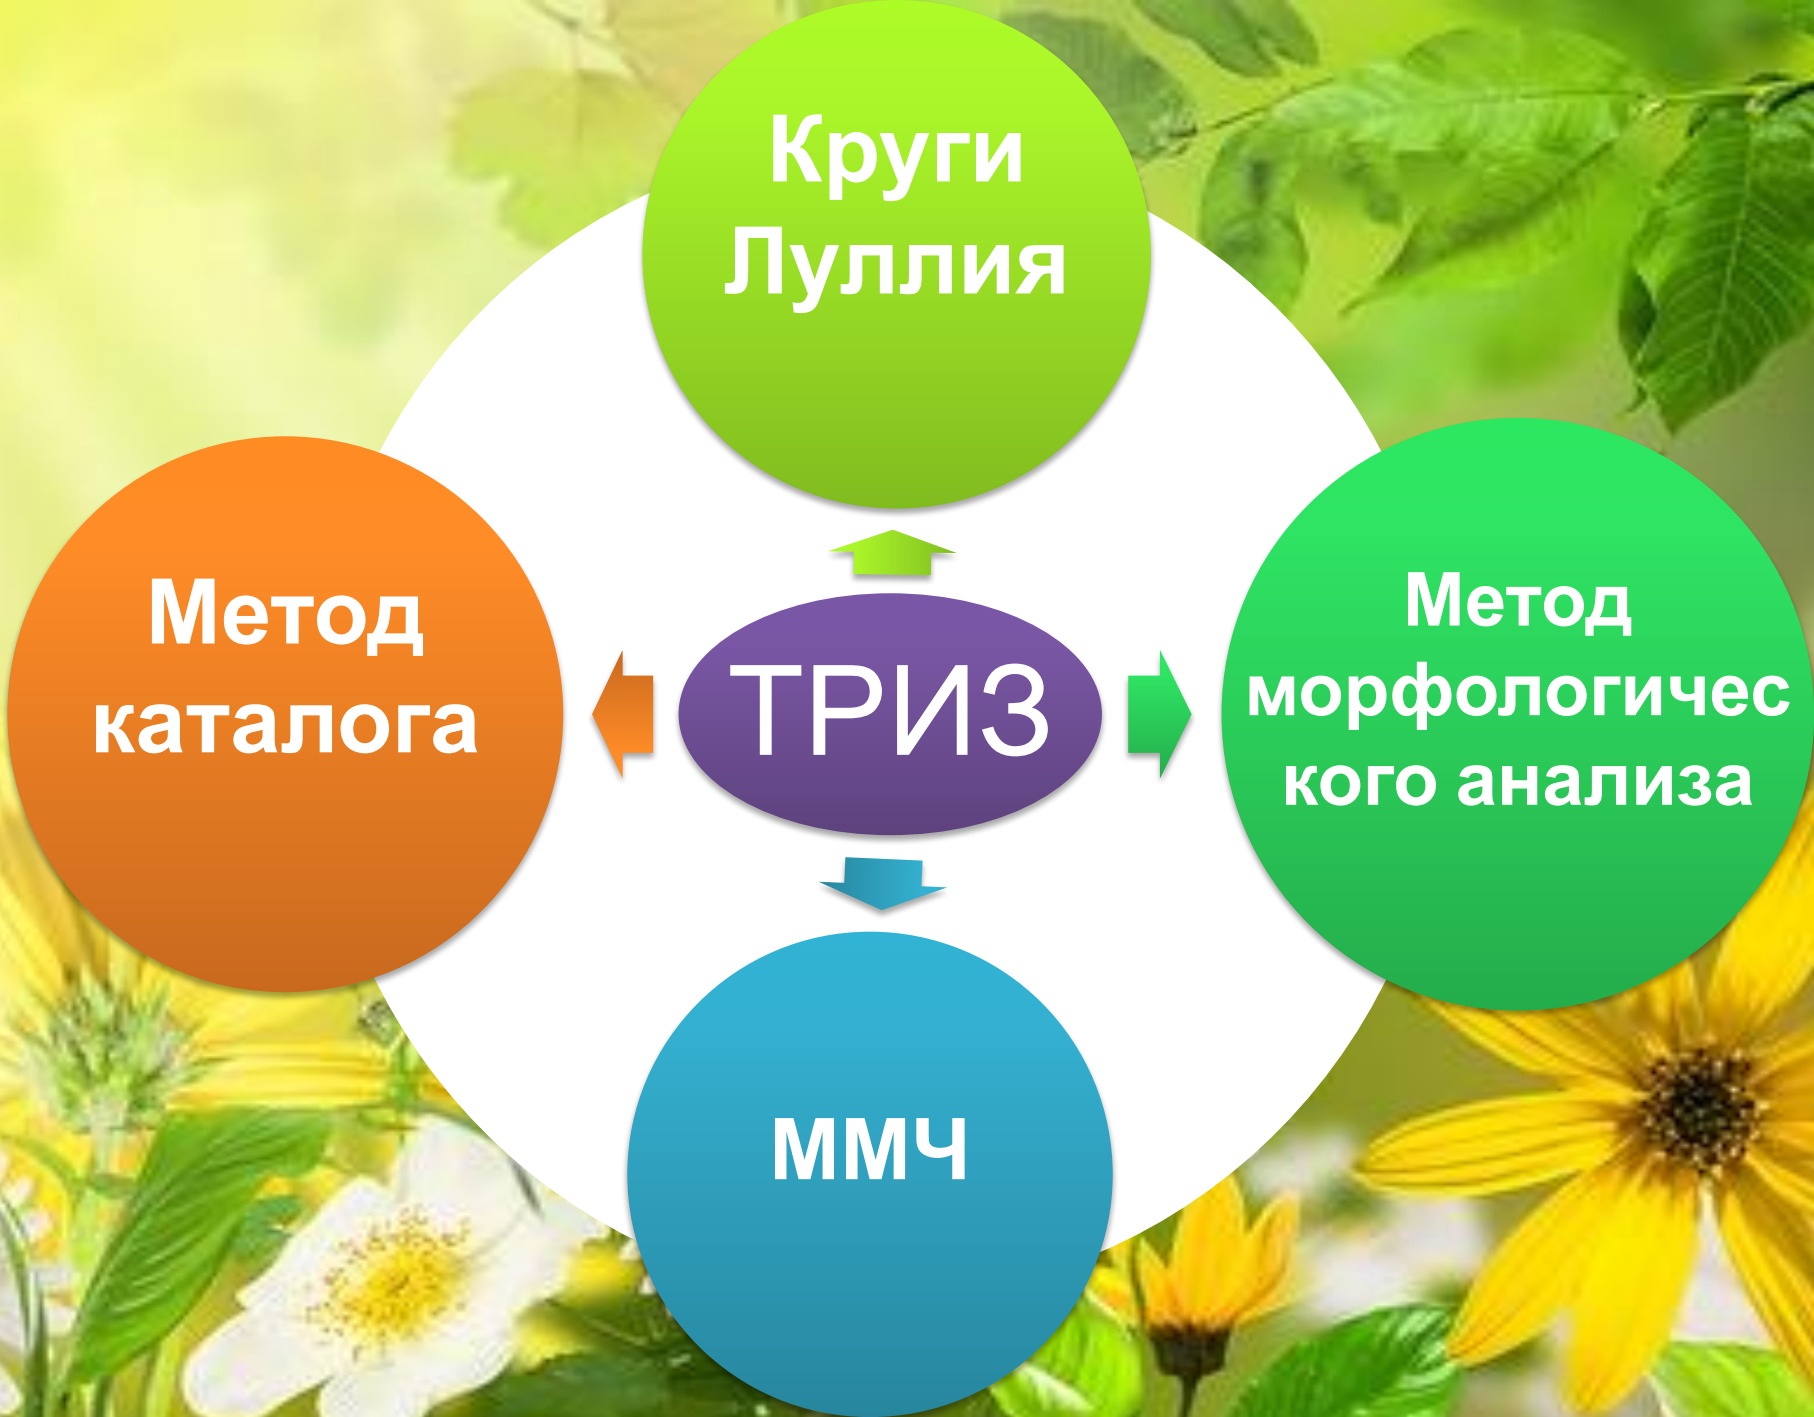 Круги
Луллия
Метод
каталога
ТРИЗ
Метод
морфологичес
кого анализа
ММЧ